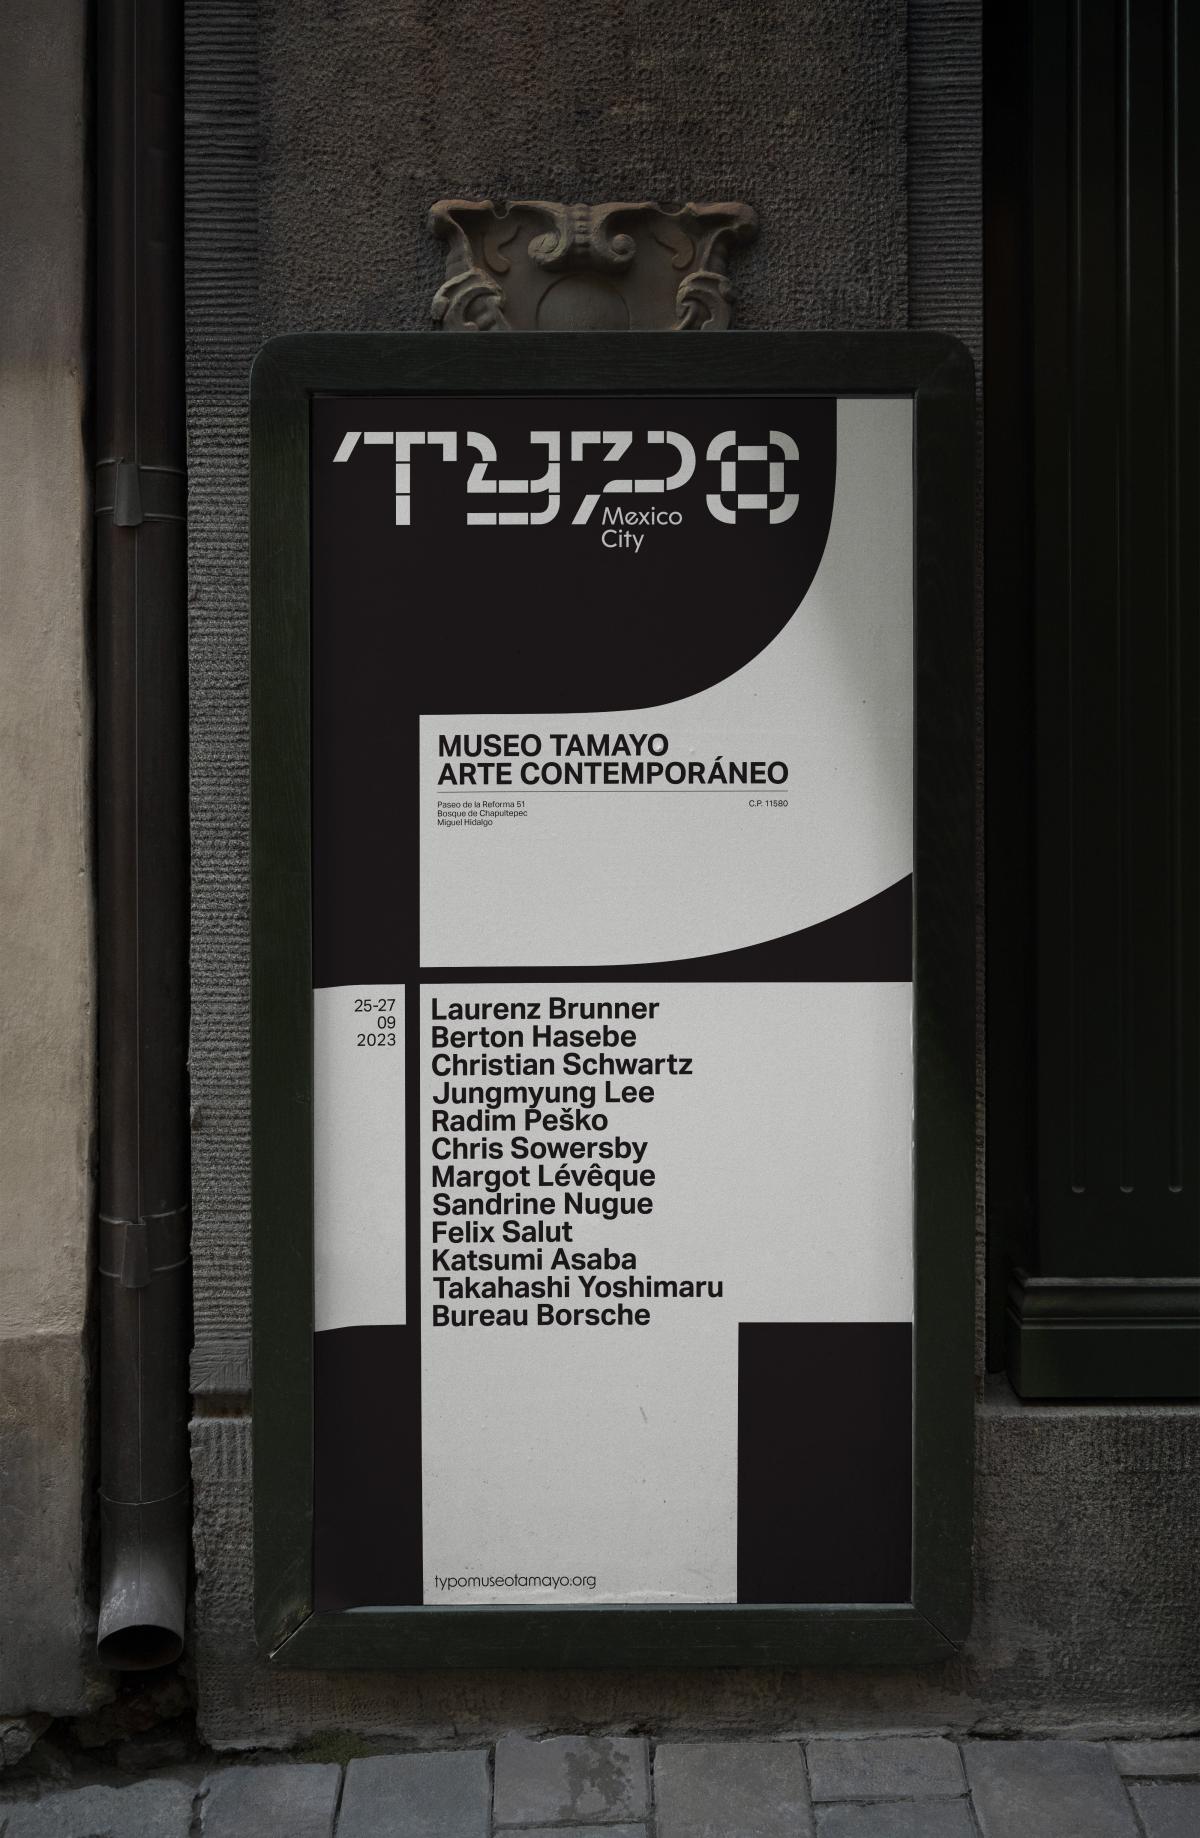 TYPO
Mexico
City
MUSEO TAMAYO
ARTE CONTEMPORÁNEO
Paseo de la Reforma 51
Bosque de Chapultepec
Miguel Hidalgo
C.P. 11580
25-27
09
2023
Laurenz Brunner
Berton Hasebe
Christian Schwartz
Jungmyung Lee
Radim Peško
Chris Sowersby
Margot Lévêque
Sandrine Nugue
Felix Salut
Katsumi Asaba
Takahashi Yoshimaru
Bureau Borsche
typomuseotamayo.org